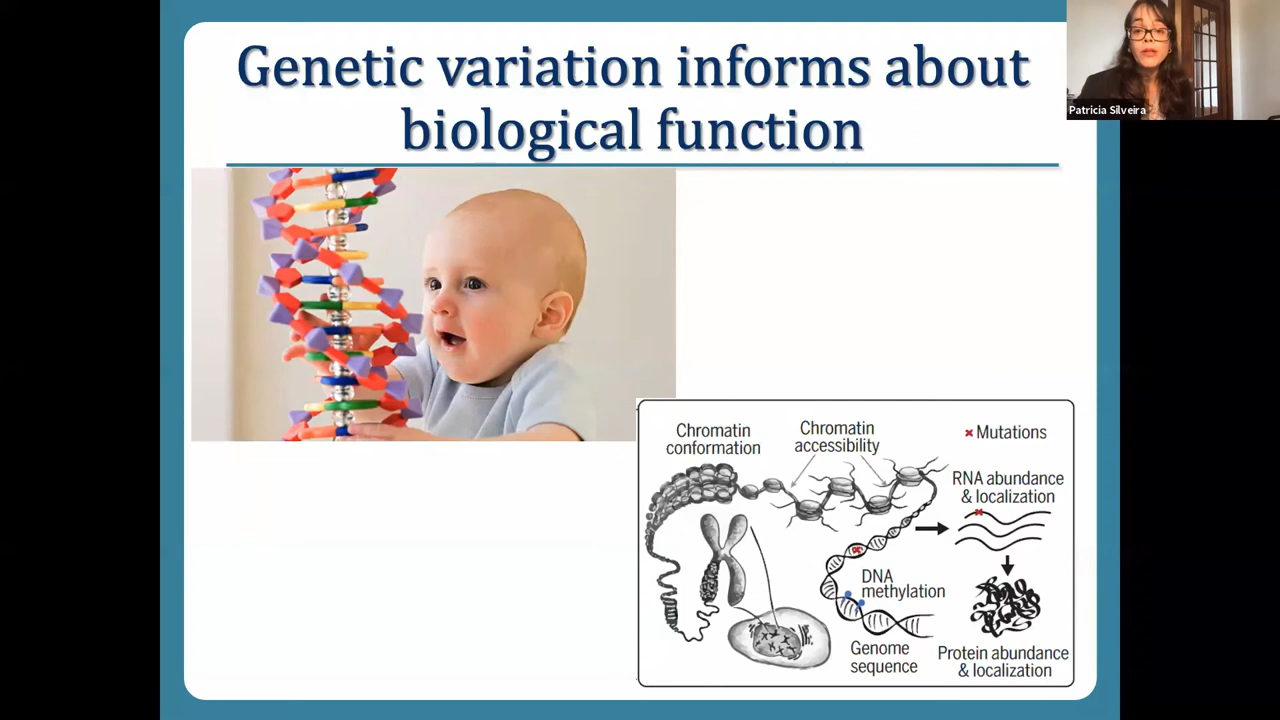 Genetic variation informs about
biological function
Patricia Silveira
Chromatin
conformation
Chromatin
accessibility
Mutations
RNA abundance
& localization
DNA
methylation
Genome
sequence
Protein abundance
& localization